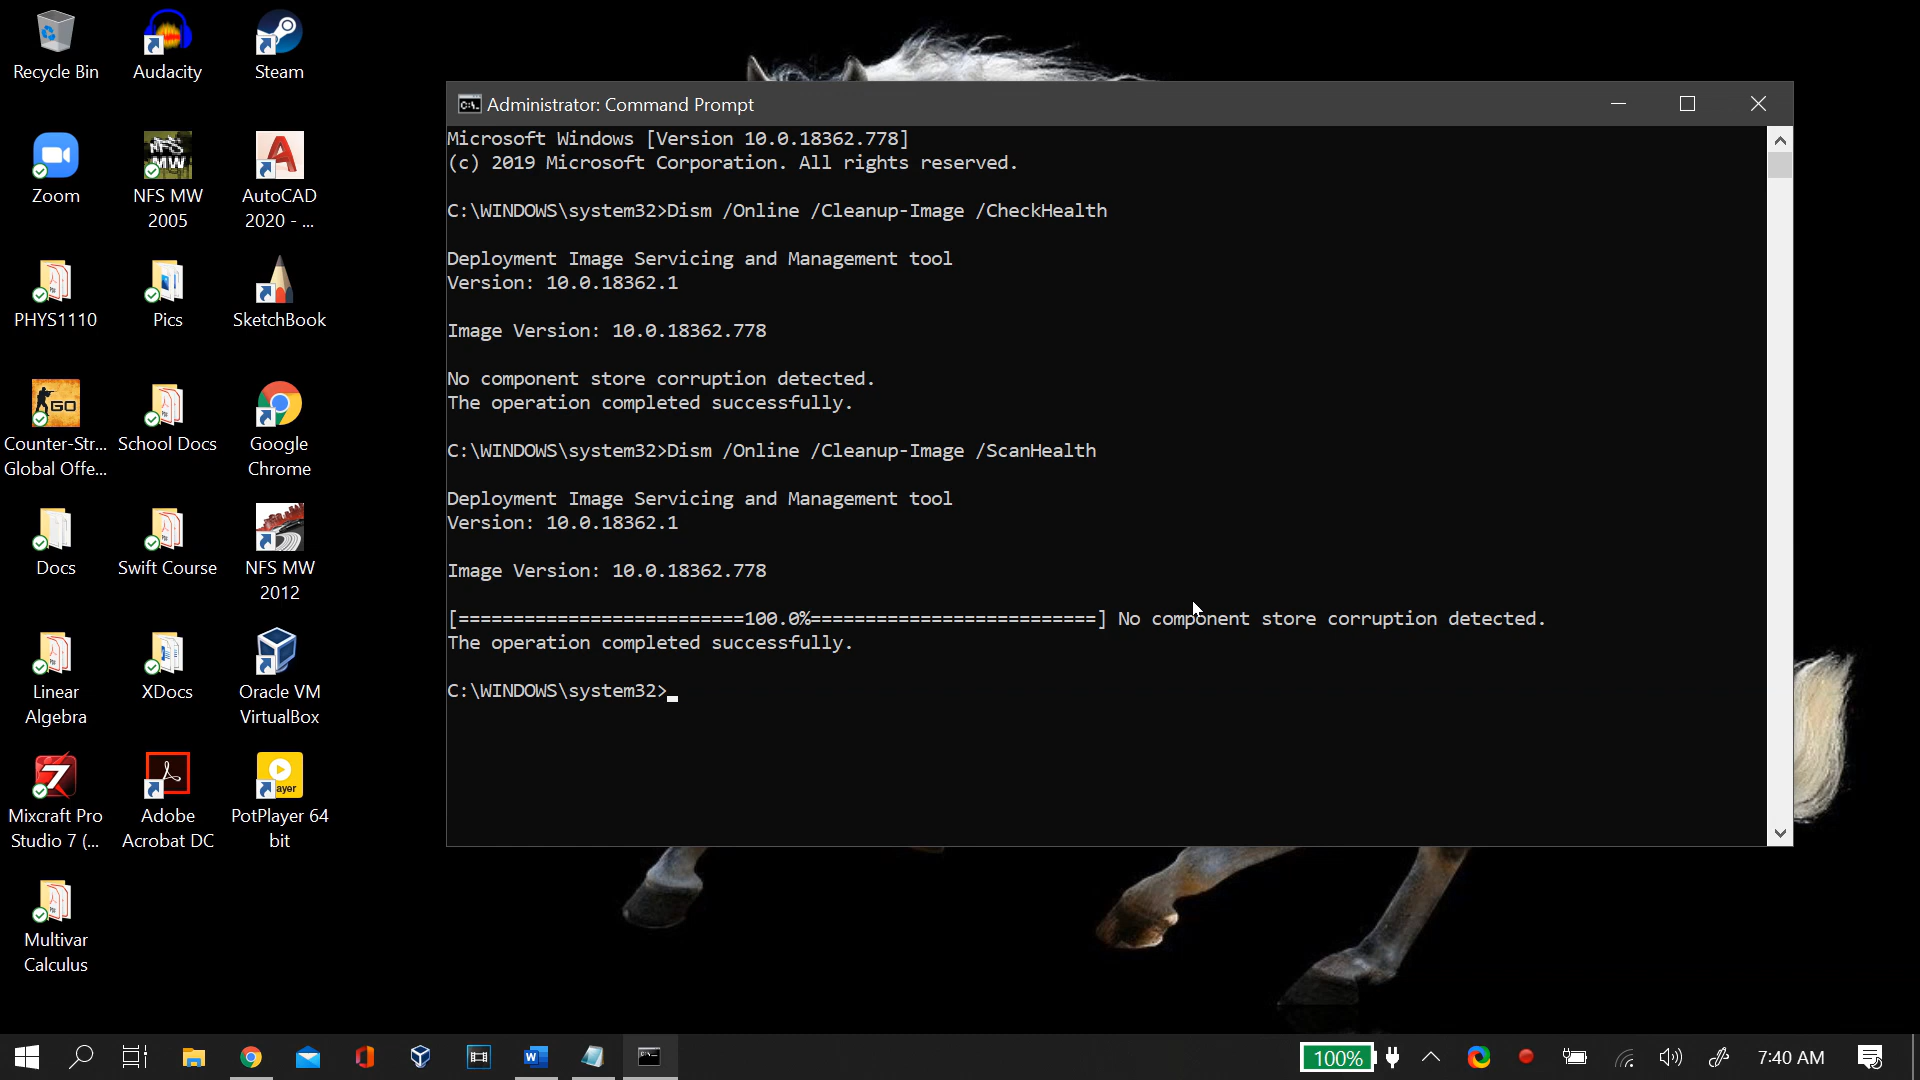 Recycle Bin
Audacity
Steam
Zoom
NFS MW
2005
AutoCAD
2020 - ...
PHYS1110
Pics
SketchBook
Counter-Str...
Global Offe...
School Docs
Google
Chrome
Docs
Swift Course
NFS MW
2012
Linear
Algebra
XDocs
Oracle VM
VirtualBox
Mixcraft Pro
Studio 7 (...
Adobe
Acrobat DC
PotPlayer 64
bit
Multivar
Calculus
NFS
MW
GO
7
ayer
Administrator: Command Prompt
Microsoft Windows [Version 10.0.18362.778]
(c) 2019 Microsoft Corporation. All rights reserved.
C:\WINDOWS\system32>Dism /Online /Cleanup-Image /CheckHealth
Deployment Image Servicing and Management tool
Version: 10.0.18362.1
Image Version: 10.0.18362.778
No component store corruption detected.
The operation completed successfully.
C:\WINDOWS\system32>Dism /Online /Cleanup-Image /ScanHealth
Deployment Image Servicing and Management tool
Version: 10.0.18362.1
Image Version: 10.0.18362.778
[==========================100.0%==========================] No component store corruption detected.
The operation completed successfully.
C:\WINDOWS\system32>
100%
7:40 AM